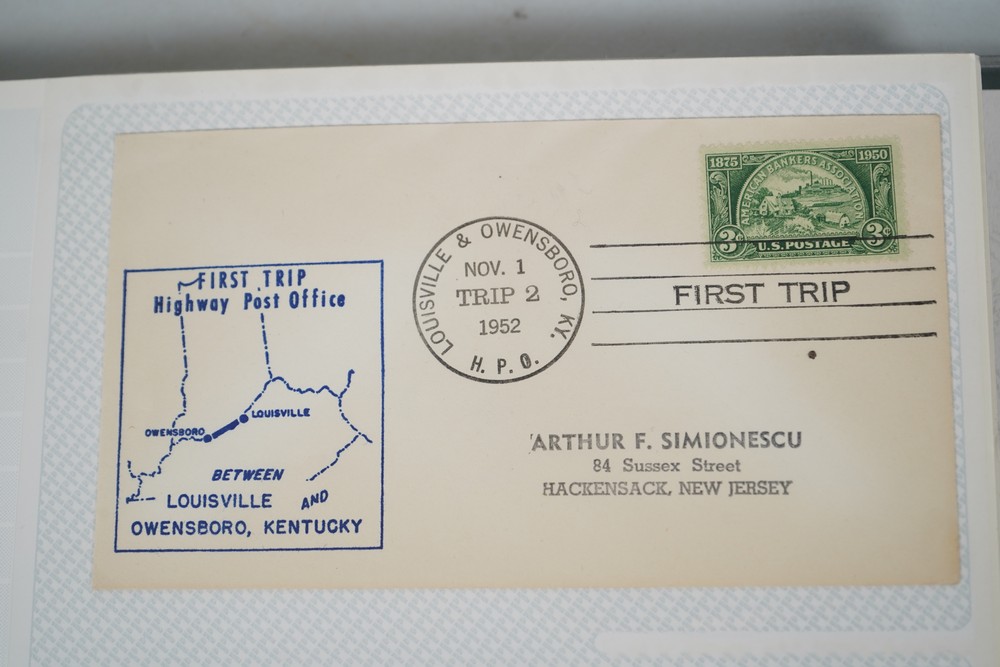 1875 1950
AMERICAN BANKERS ASSOCIATION
3¢ U.S. POSTAGE 3¢
LOUISVILLE & OWENSBORO, KY.
NOV. 1
TRIP 2
1952
H. P. O.
FIRST TRIP
FIRST TRIP
Highway Post Office
LOUISVILLE
OWENSBORO
BETWEEN
LOUISVILLE AND
OWENSBORO, KENTUCKY
ARTHUR F. SIMIONESCU
84 Sussex Street
HACKENSACK, NEW JERSEY